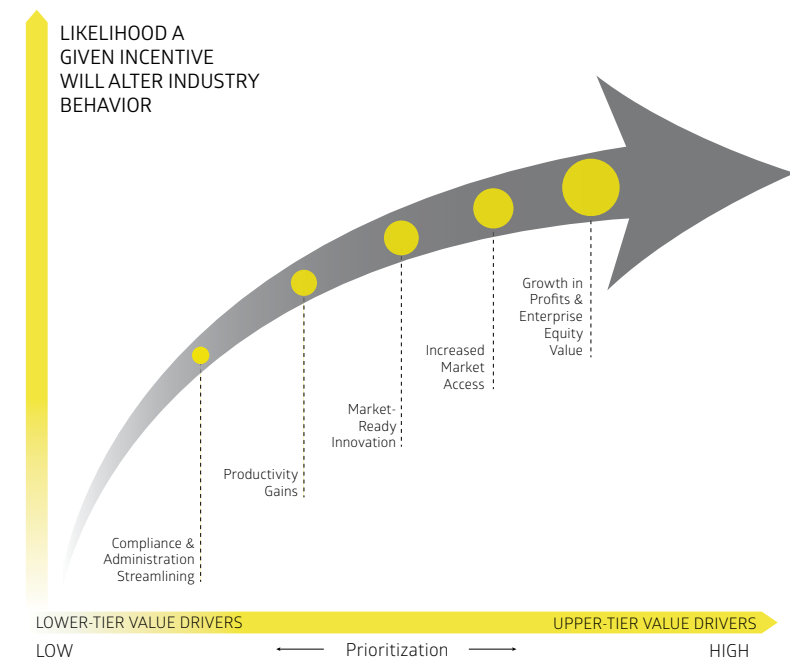 LIKELIHOOD A
GIVEN INCENTIVE
WILL ALTER INDUSTRY
BEHAVIOR
Growth in
Profits &
Enterprise
Equity
Value
Increased
Market
Access
Market-
Ready
Innovation
Productivity
Gains
Compliance &
Administration
Streamlining
LOWER-TIER VALUE DRIVERS
UPPER-TIER VALUE DRIVERS
LOW
Prioritization
HIGH